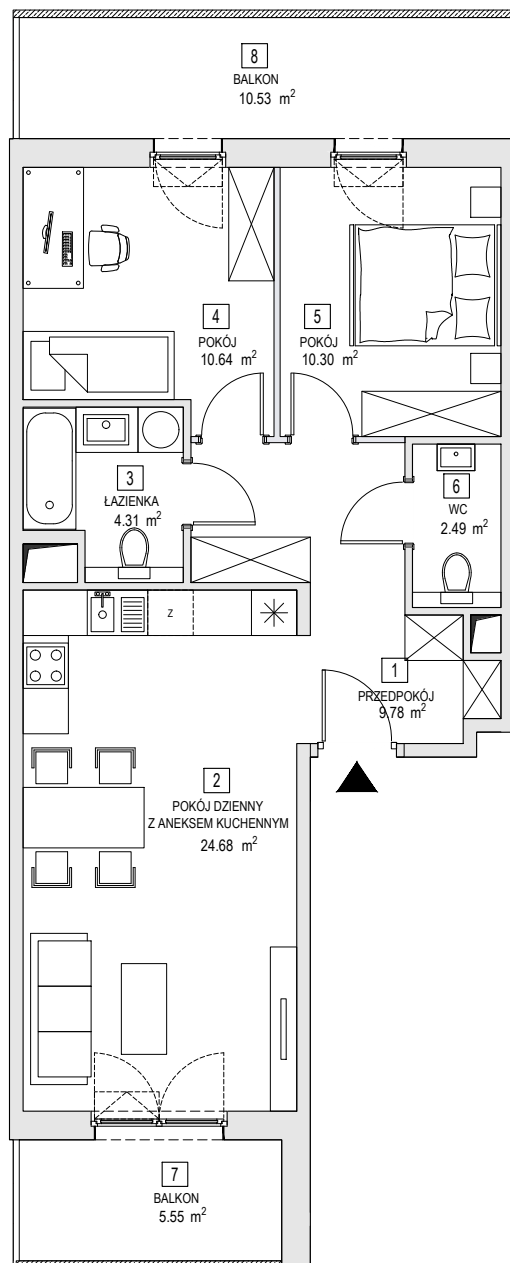 8
BALKON
10.53 m²
4
POKÓJ
10.64 m²
5
POKÓJ
10.30 m²
3
ŁAZIENKA
4.31 m²
6
WC
2.49 m²
Z
1
PRZEDPOKÓJ
9.78 m²
2
POKÓJ DZIENNY
Z ANEKSEM KUCHENNYM
24.68 m²
7
BALKON
5.55 m²